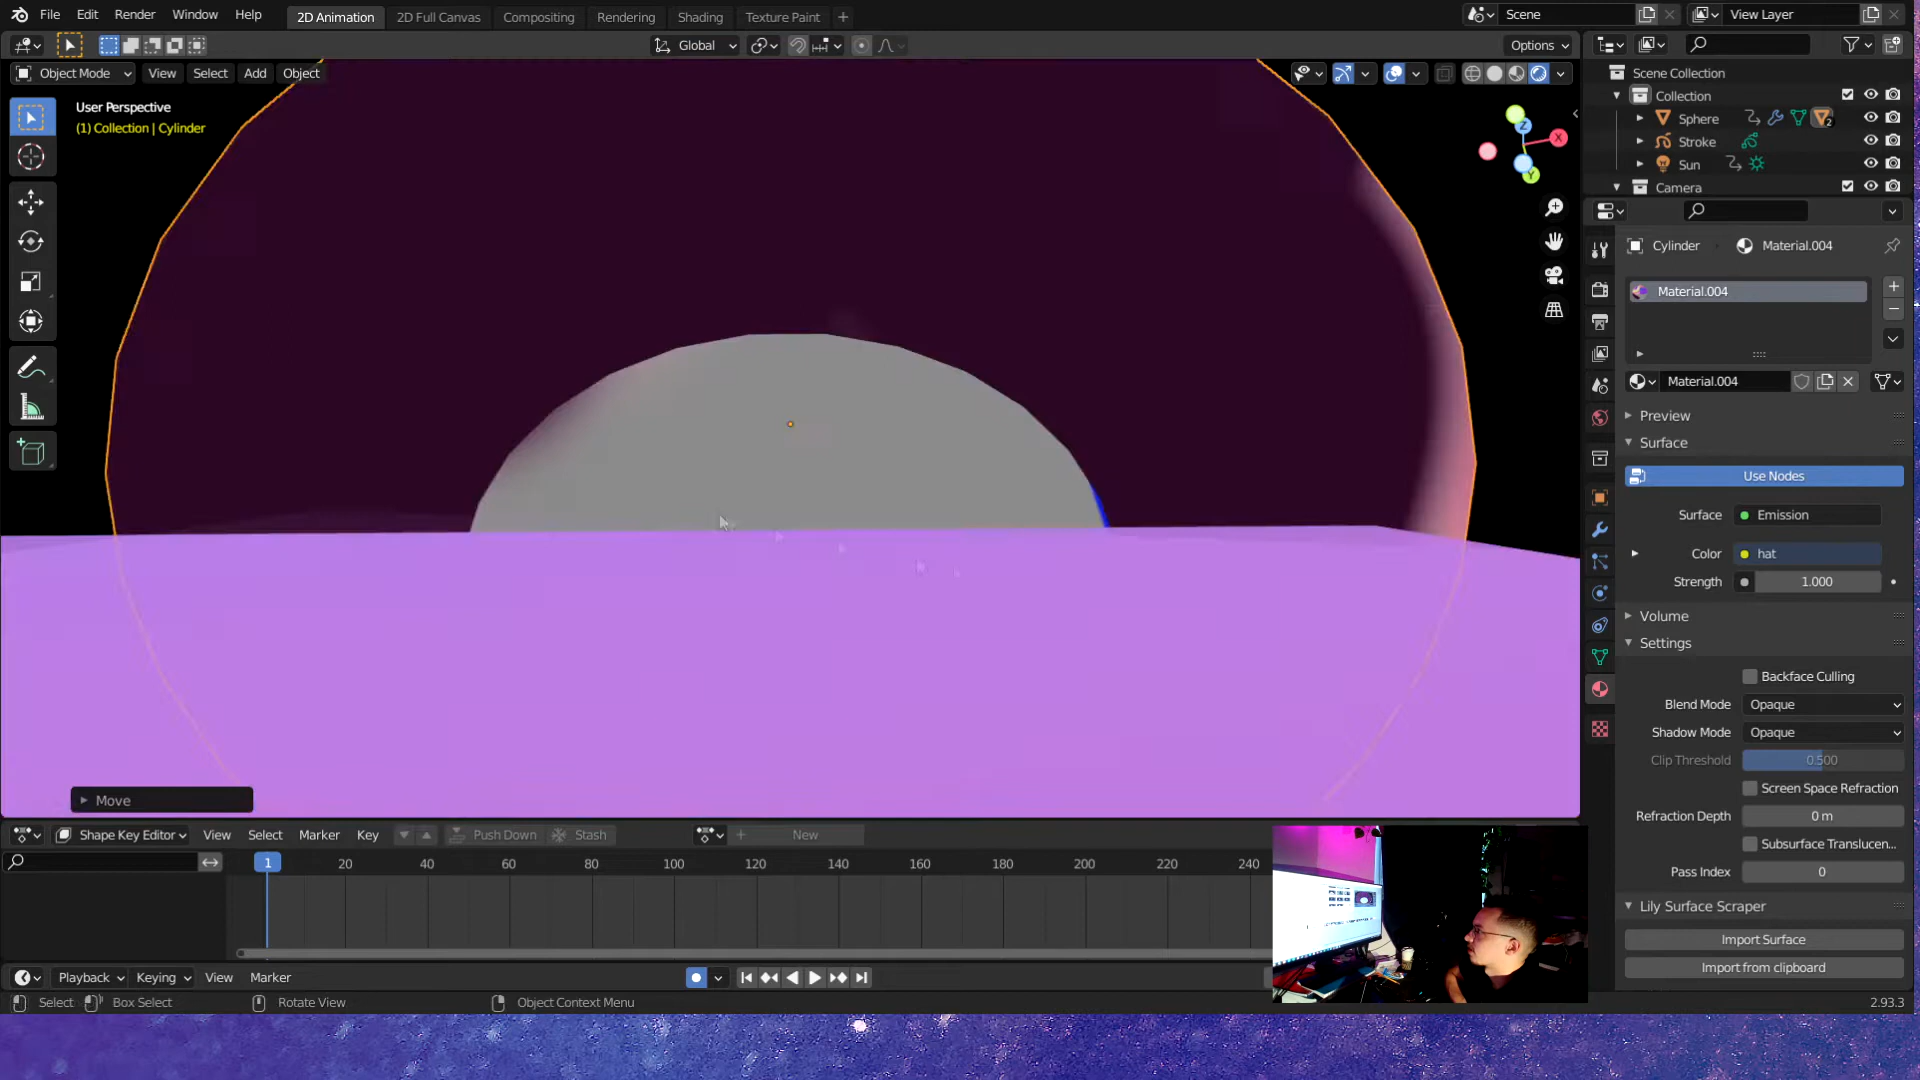 File Edit Render Window Help 2D Animation 2D Full Canvas Compositing Rendering Shading Texture Paint + Scene View Layer
Global Options
Object Mode View Select Add Object
Scene Collection
Collection
Sphere
2
Stroke
Sun
Camera
User Perspective
(1) Collection | Cylinder
Z
X
Y
Cylinder Material.004
Material.004
Material.004
Preview
Surface
Use Nodes
Surface Emission
Color hat
Strength 1.000
Volume
Settings
Backface Culling
Blend Mode Opaque
Shadow Mode Opaque
Clip Threshold 0.500
Screen Space Refraction
Refraction Depth 0 m
Subsurface Translucen...
Pass Index 0
Lily Surface Scraper
Import Surface
Import from clipboard
Move
Shape Key Editor View Select Marker Key Push Down Stash New
1 20 40 60 80 100 120 140 160 180 200 220 240
Playback Keying View Marker
Select Box Select Rotate View Object Context Menu 2.93.3